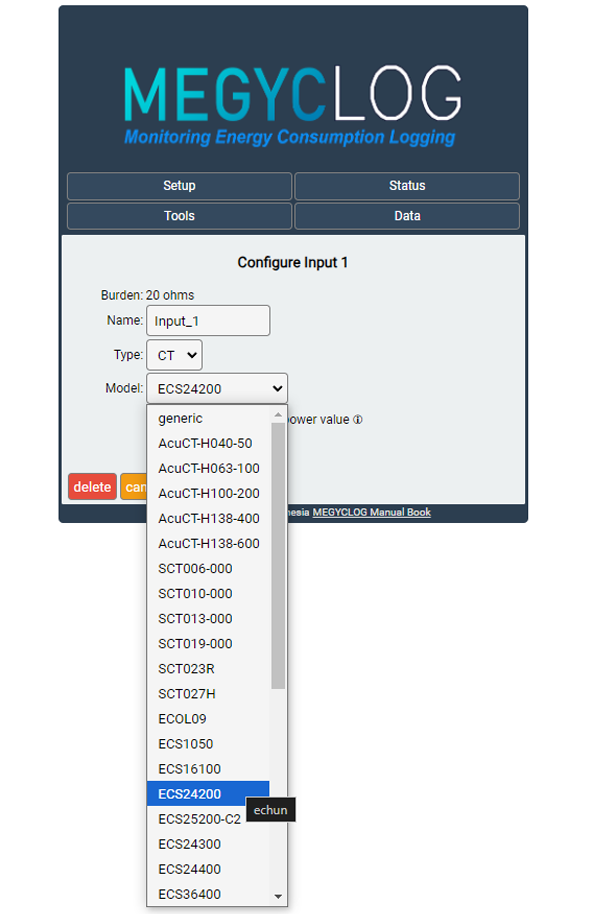 MEGYCLOG
Monitoring Energy Consumption Logging
Setup
Status
Tools
Data
Configure Input 1
Burden: 20 ohms
Name: Input_1
Type: CT
Model: ECS24200
generic
power value
AcuCT-H040-50
AcuCT-H063-100
AcuCT-H100-200
AcuCT-H138-400
AcuCT-H138-600
SCT006-000
SCT010-000
SCT013-000
SCT019-000
SCT023R
SCT027H
ECOL09
ECS1050
ECS16100
ECS24200
echun
ECS25200-C2
ECS24300
ECS24400
ECS36400
delete
MEGYCLOG Manual Book